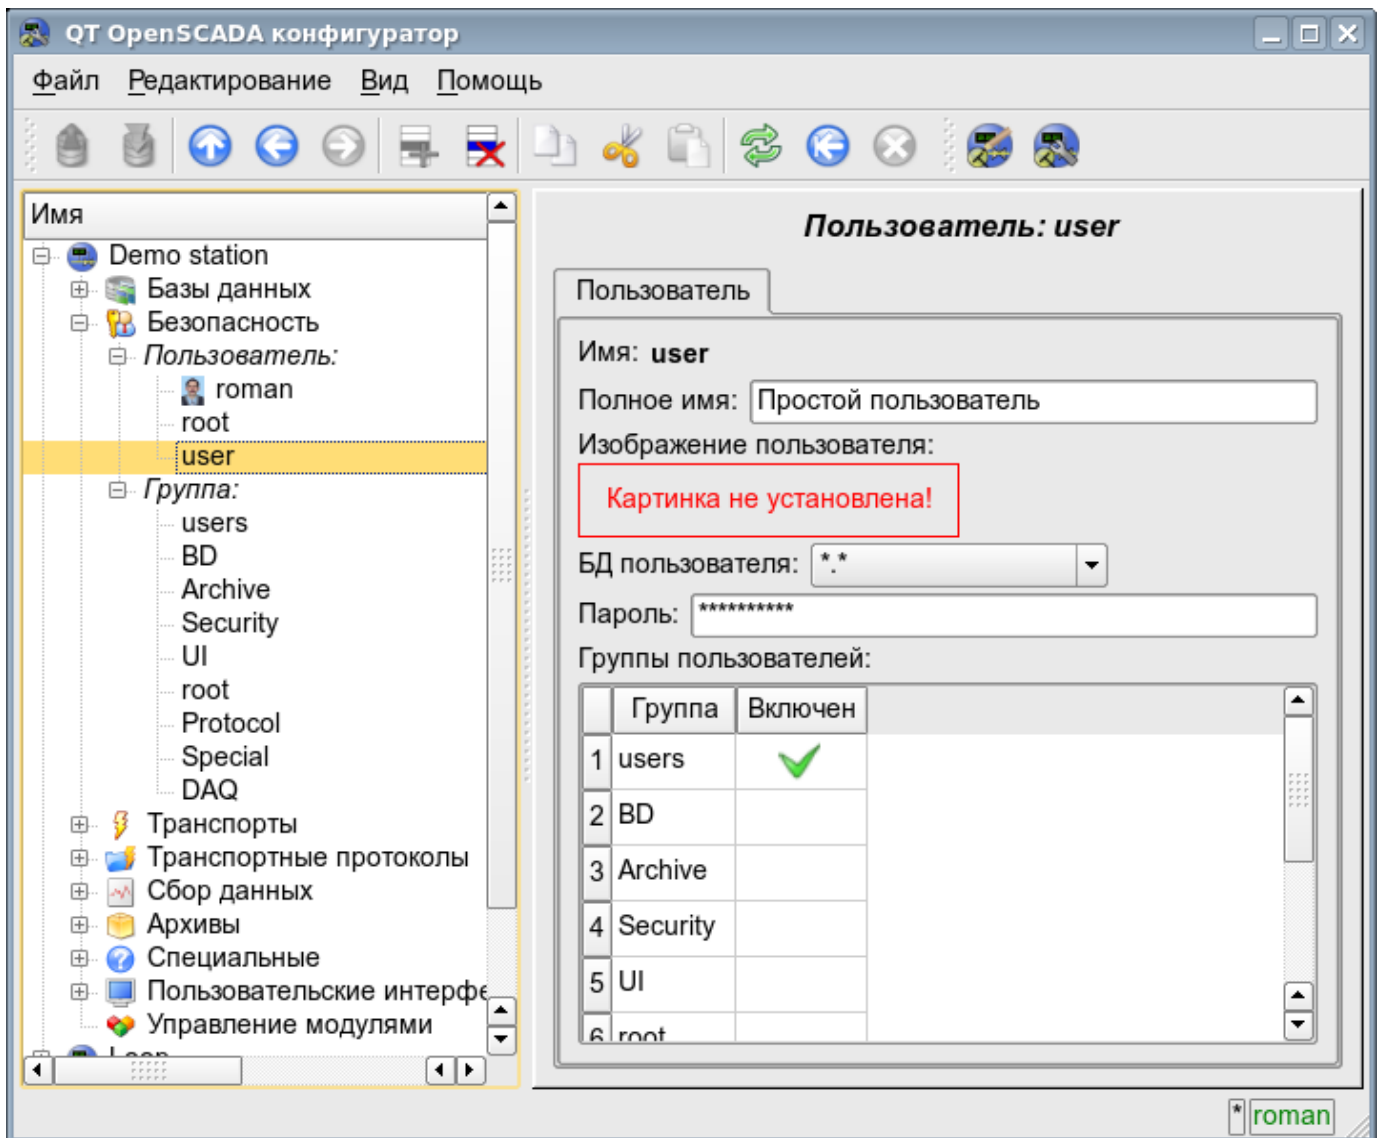 QT OpenSCADA конфигуратор
Файл Редактирование Вид Помощь
Имя
Demo station
Базы данных
Безопасность
Пользователь:
roman
root
user
Группа:
users
BD
Archive
Security
UI
root
Protocol
Special
DAQ
Транспорты
Транспортные протоколы
Сбор данных
Архивы
Специальные
Пользовательские интерфе
Управление модулями
Пользователь: user
Пользователь
Имя: user
Полное имя: Простой пользователь
Изображение пользователя:
Картинка не установлена!
БД пользователя: *.*
Пароль: **********
Группы пользователей:
Группа Включен
1 users
2 BD
3 Archive
4 Security
5 UI
6 root
* roman